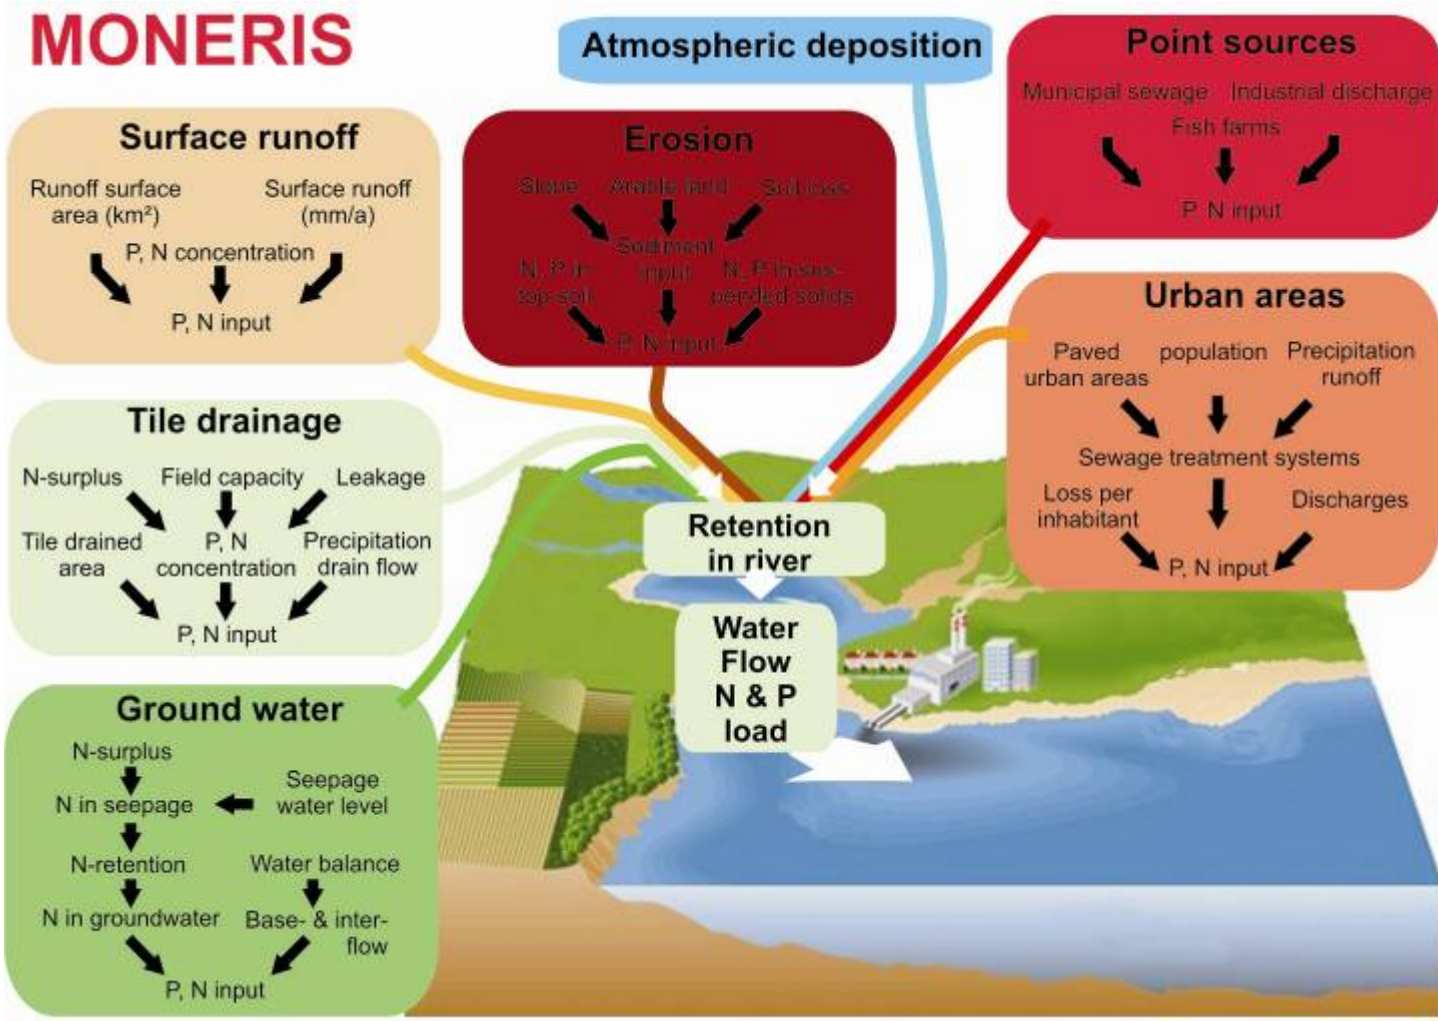 MONERIS
Atmospheric deposition
Point sources
Municipal sewage Industrial discharge
Fish farms
P, N input
Surface runoff
Runoff surface
area (km²)
Surface runoff
(mm/a)
P, N concentration
P, N input
Erosion
Slope Arable land Soil loss
Sediment
input
N, P in
top-soil
N, P in sus-
pended solids
P, N input
Urban areas
Paved
urban areas
population
Precipitation
runoff
Sewage treatment systems
Loss per
inhabitant
Discharges
P, N input
Tile drainage
N-surplus Field capacity Leakage
Tile drained
area
P, N
concentration
Precipitation
drain flow
P, N input
Retention
in river
Water
Flow
N & P
load
Ground water
N-surplus
N in seepage
Seepage
water level
N-retention
Water balance
N in groundwater
Base- & inter-
flow
P, N input